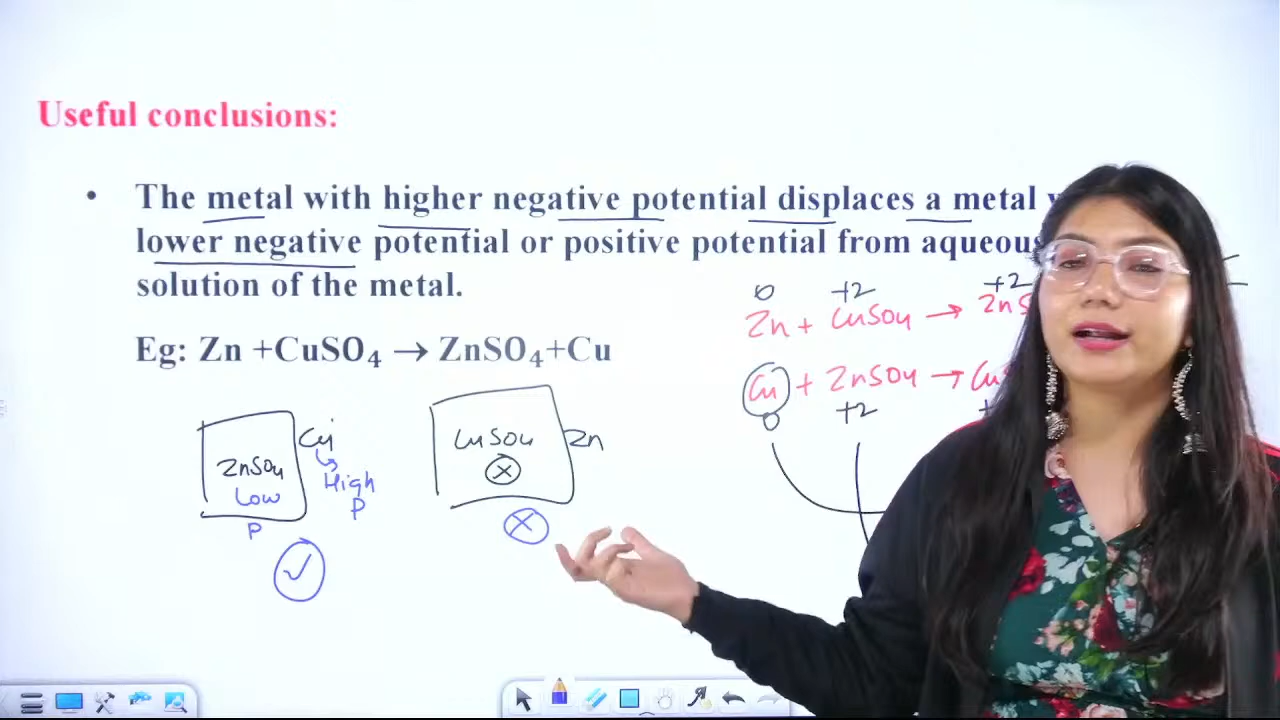 Useful conclusions:
• The metal with higher negative potential displaces a metal
lower negative potential or positive potential from aqueous
solution of the metal.
Eg: Zn +CuSO₄ → ZnSO₄+Cu
0 +2 +2
Zn + CuSO4 → ZnS
Cu + ZnSO4 → CuS
0 +2 +
ZnSO4
Low
P
Cu
High
P
CuSO4
Zn